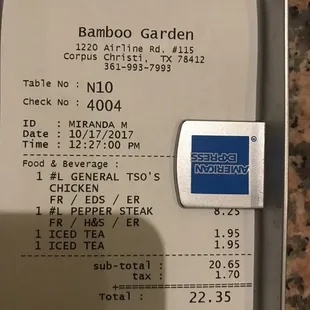 Bamboo Garden
1220 Airline Rd. #115
Corpus Christi, TX 78412
361-993-7993
Table No : N10
Check No : 4004
ID : MIRANDA M
Date : 10/17/2017
Time : 12:27:00 PM
Food & Beverage :
1 #L GENERAL TSO'S
CHICKEN
FR / EDS / ER
1 #L PEPPER STEAK 8.25
FR / H&S / ER
1 ICED TEA 1.95
1 ICED TEA 1.95
sub-total : 20.65
tax : 1.70
Total : 22.35
AMERICAN
EXPRESS
®